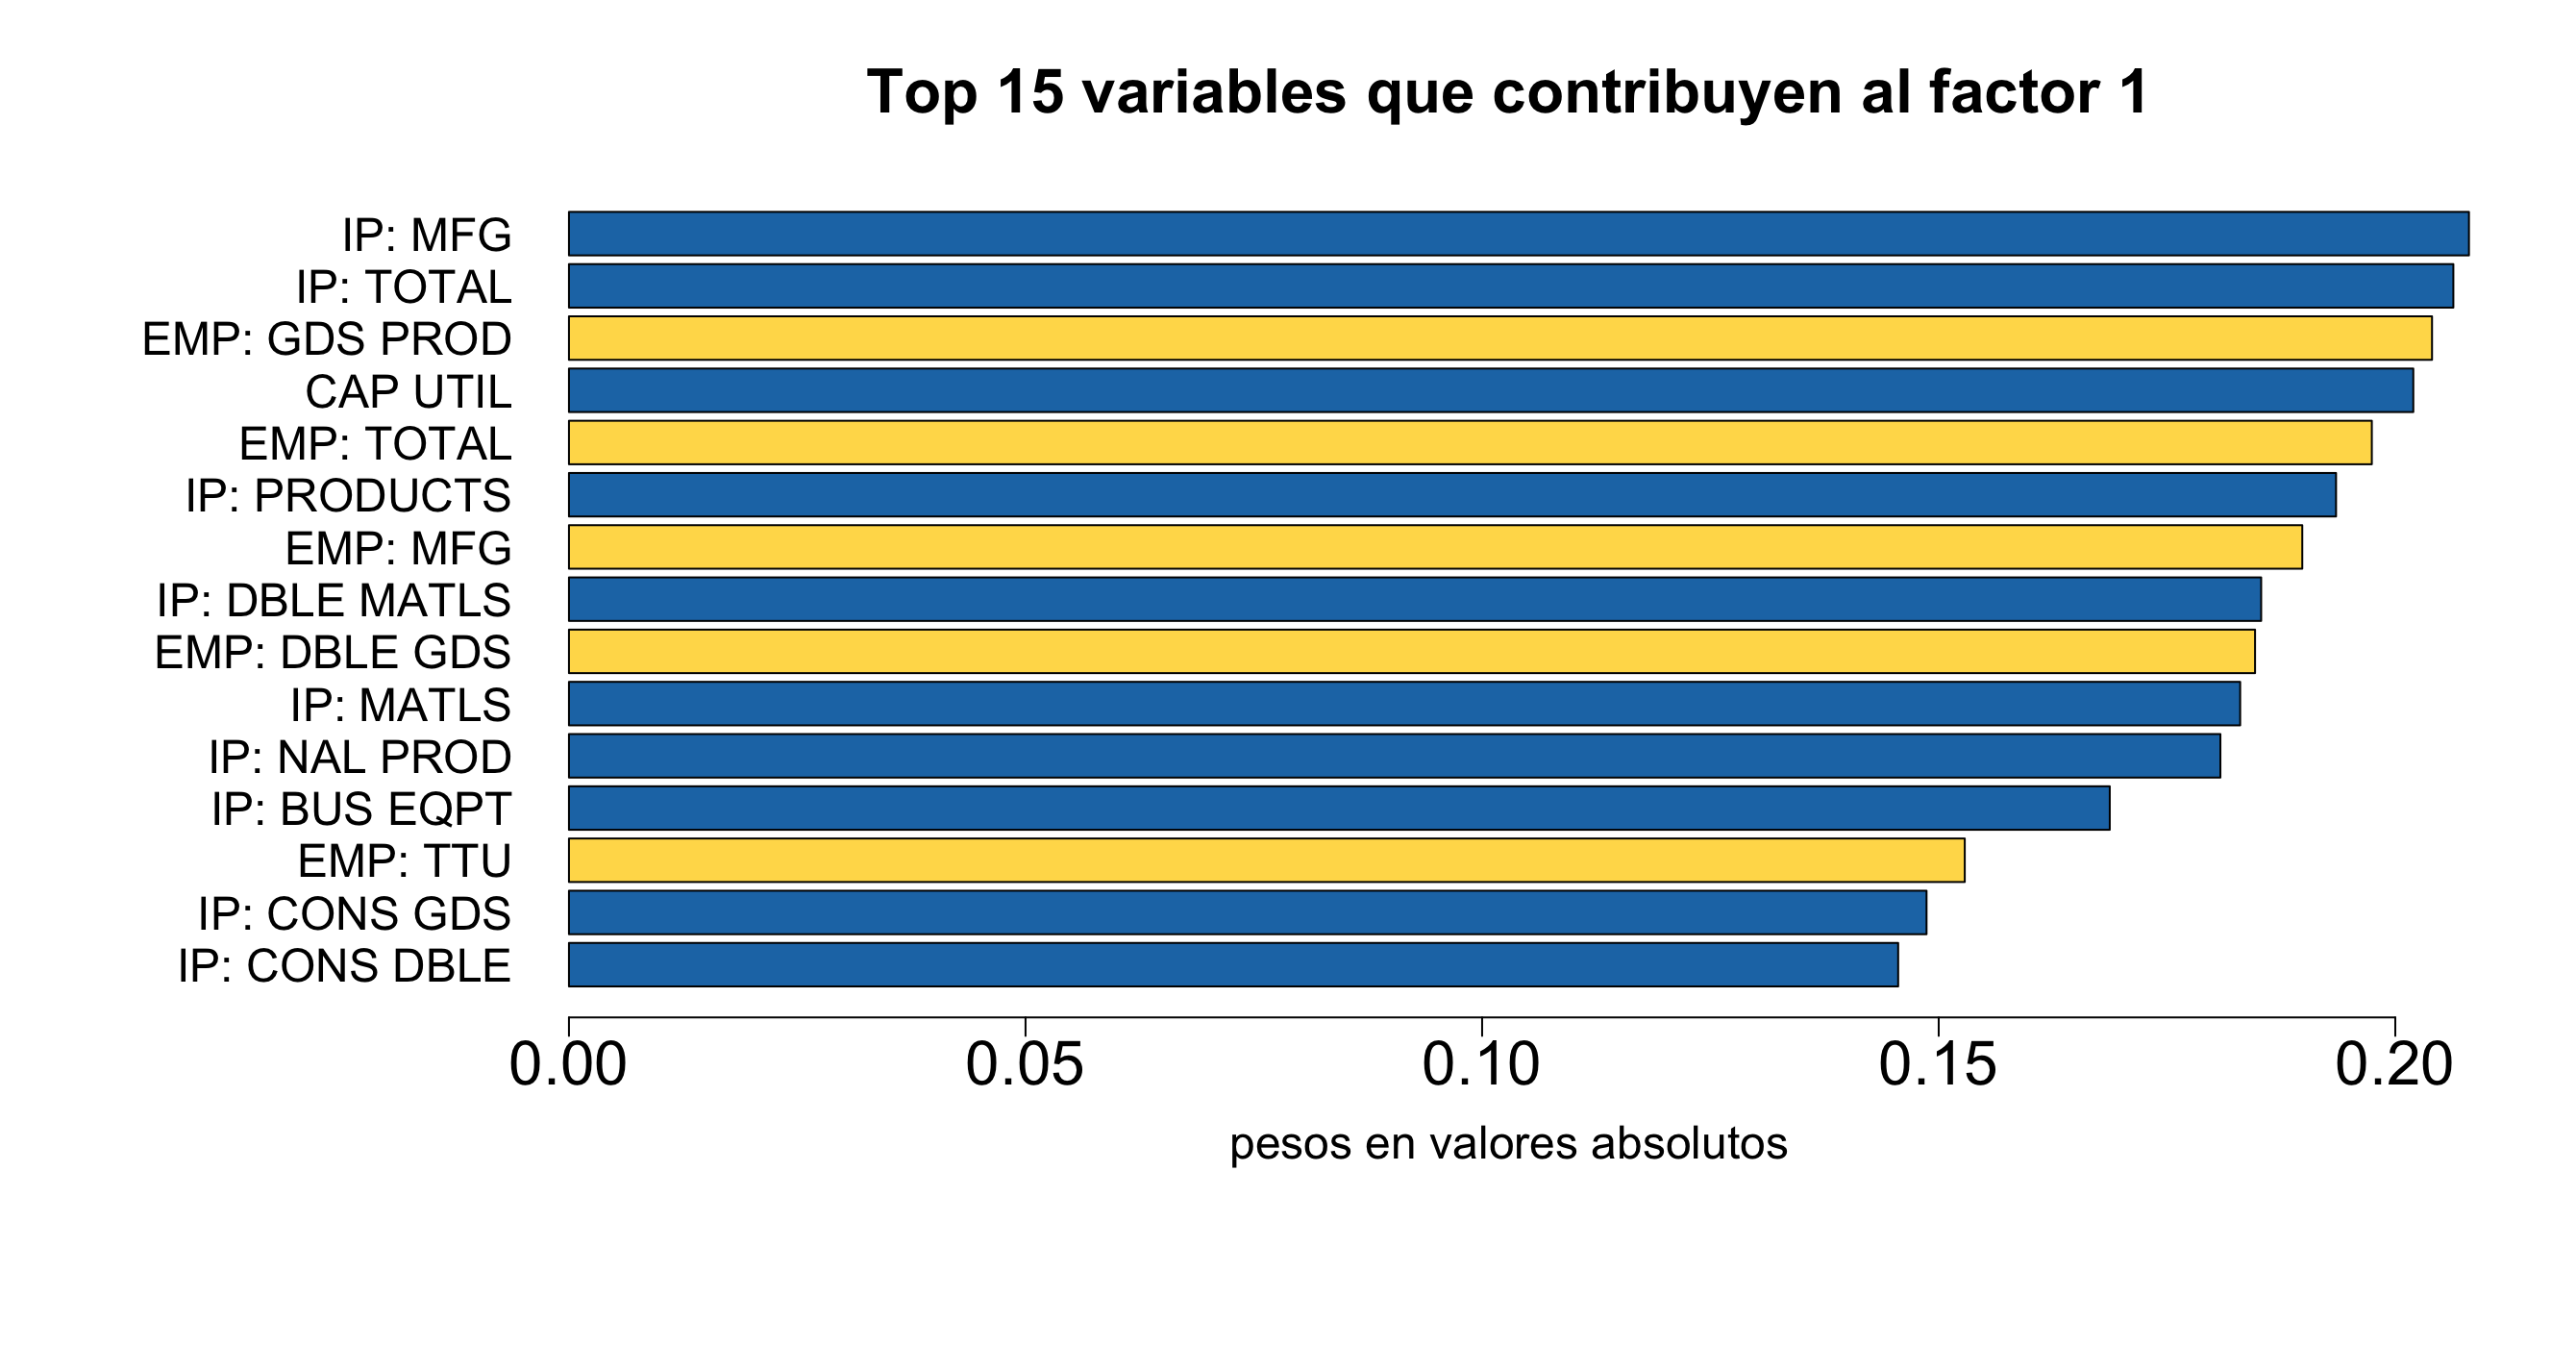 Top 15 variables que contribuyen al factor 1
IP: MFG
IP: TOTAL
EMP: GDS PROD
CAP UTIL
EMP: TOTAL
IP: PRODUCTS
EMP: MFG
IP: DBLE MATLS
EMP: DBLE GDS
IP: MATLS
IP: NAL PROD
IP: BUS EQPT
EMP: TTU
IP: CONS GDS
IP: CONS DBLE
0.00 0.05 0.10 0.15 0.20
pesos en valores absolutos